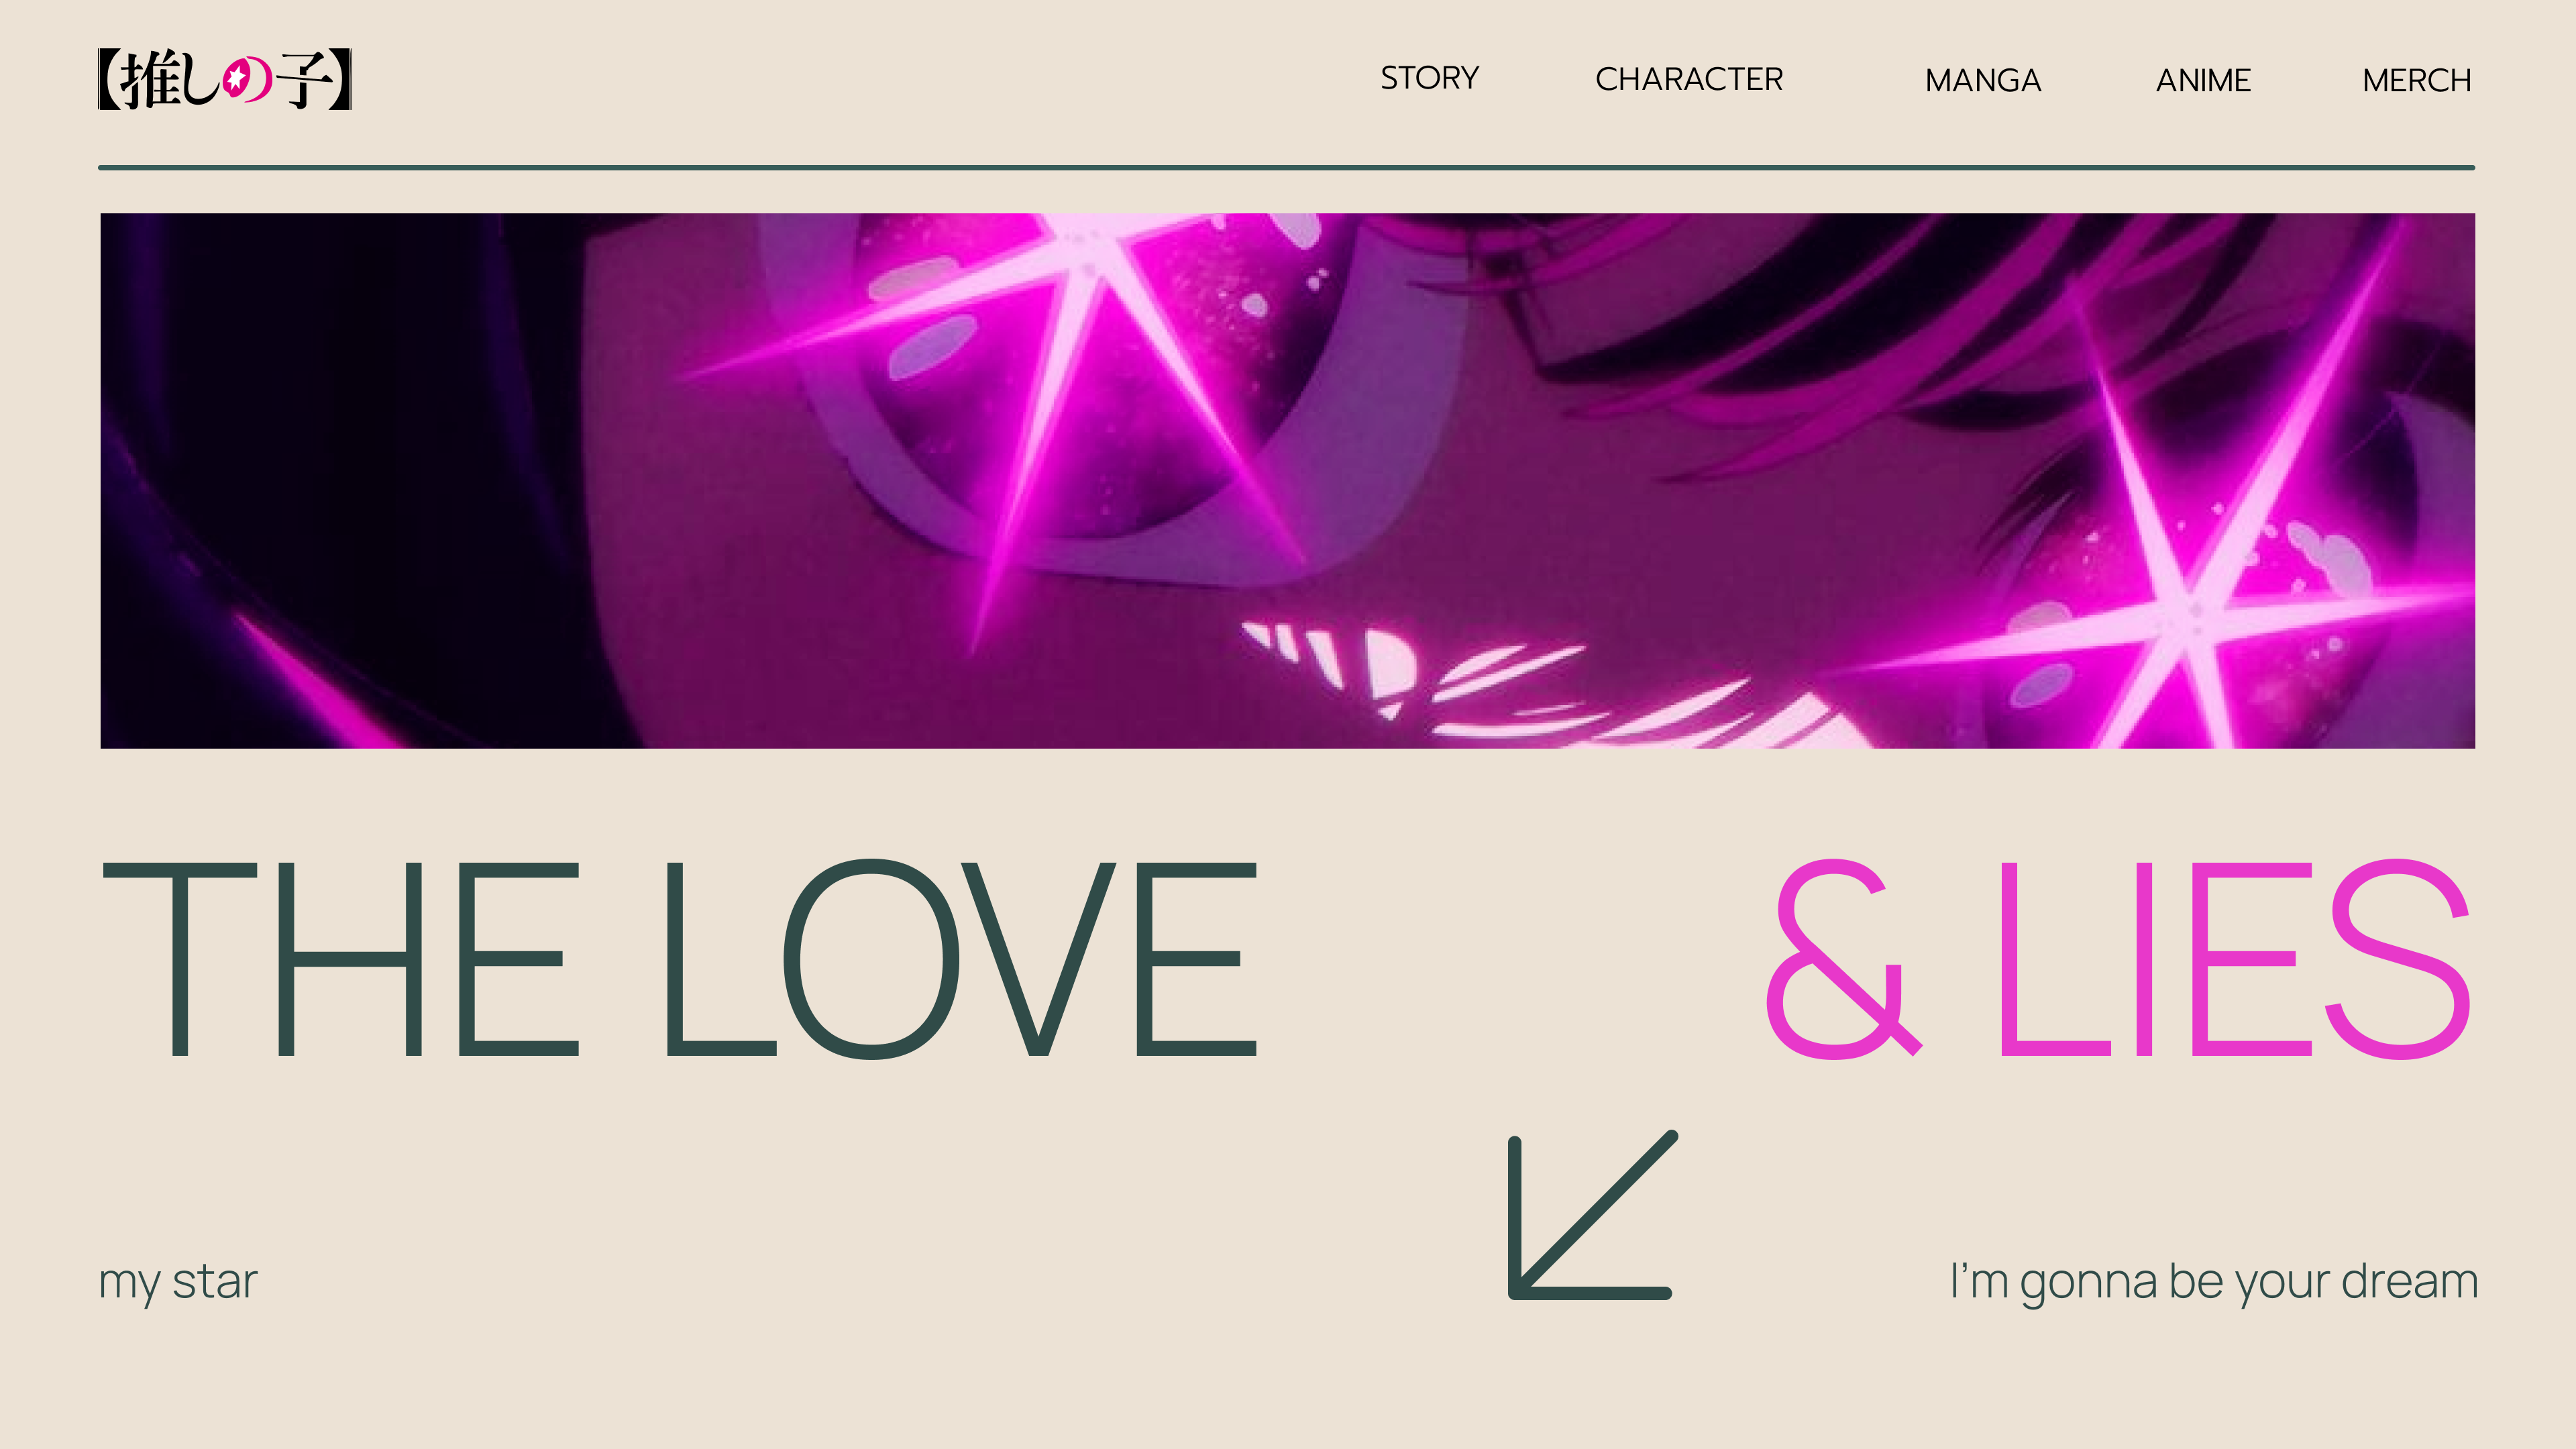 【推しの子】
STORY CHARACTER MANGA ANIME MERCH
THE LOVE & LIES
my star
I'm gonna be your dream